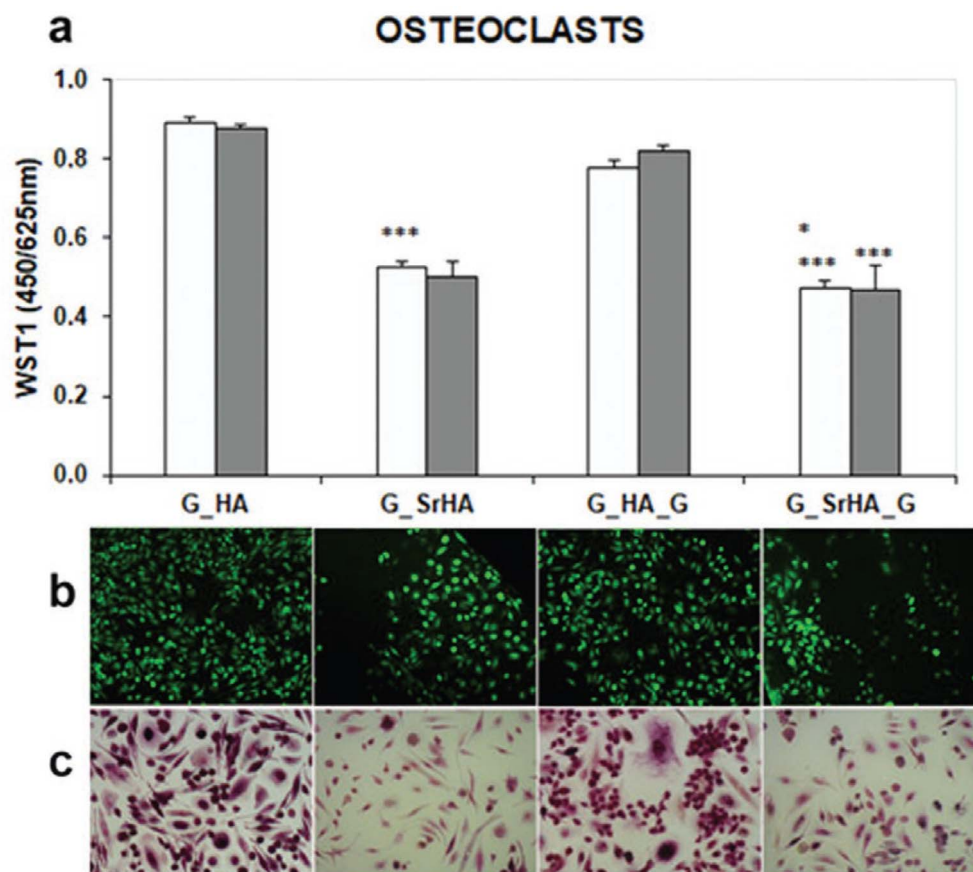 a
OSTEOCLASTS
WST1 (450/625nm)
1.0
0.8
0.6
0.4
0.2
0.0
***
*
***
***
G_HA
G_SrHA
G_HA_G
G_SrHA_G
b
c